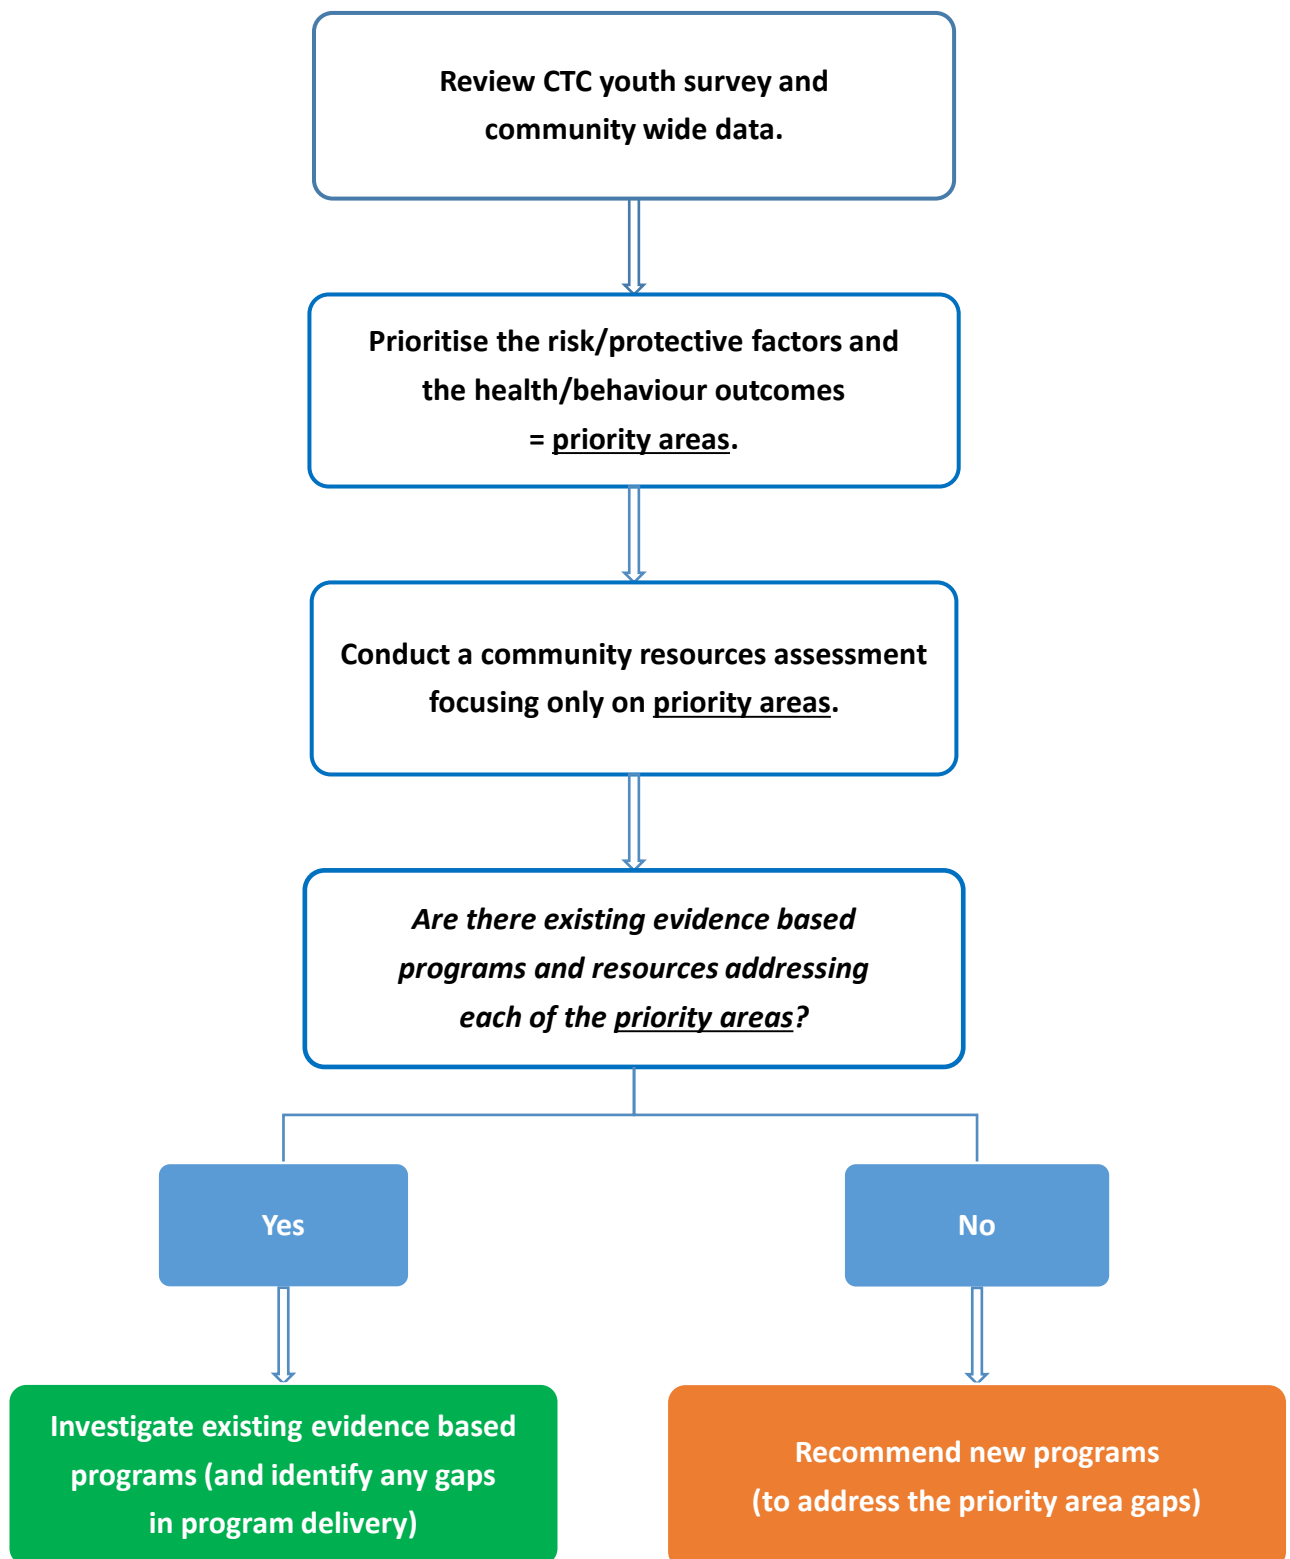 Review CTC youth survey and
community wide data.
Prioritise the risk/protective factors and
the health/behaviour outcomes
= priority areas.
Conduct a community resources assessment
focusing only on priority areas.
Are there existing evidence based
programs and resources addressing
each of the priority areas?
Yes
No
Investigate existing evidence based
programs (and identify any gaps
in program delivery)
Recommend new programs
(to address the priority area gaps)